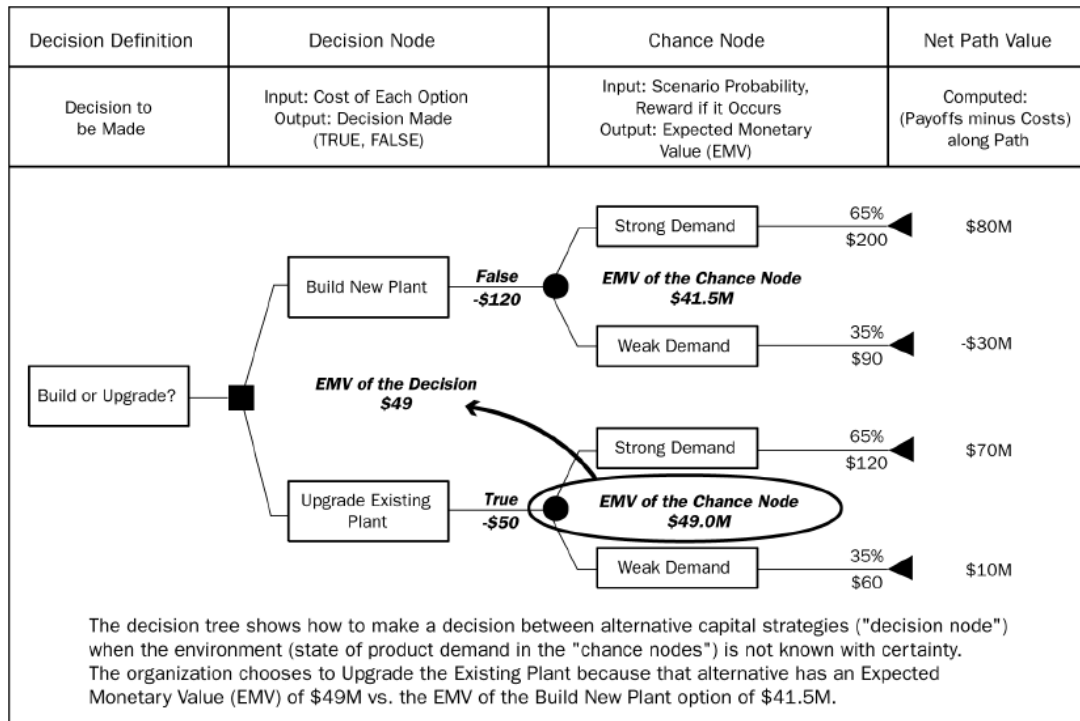 Decision Definition
Decision Node
Chance Node
Net Path Value
Decision to
be Made
Input: Cost of Each Option
Output: Decision Made
(TRUE, FALSE)
Input: Scenario Probability,
Reward if it Occurs
Output: Expected Monetary
Value (EMV)
Computed:
(Payoffs minus Costs)
along Path
Build or Upgrade?
Build New Plant
False
-$120
Strong Demand
65%
$200
$80M
EMV of the Chance Node
$41.5M
Weak Demand
35%
$90
-$30M
EMV of the Decision
$49
Upgrade Existing
Plant
True
-$50
Strong Demand
65%
$120
$70M
EMV of the Chance Node
$49.0M
Weak Demand
35%
$60
$10M
The decision tree shows how to make a decision between alternative capital strategies ("decision node")
when the environment (state of product demand in the "chance nodes") is not known with certainty.
The organization chooses to Upgrade the Existing Plant because that alternative has an Expected
Monetary Value (EMV) of $49M vs. the EMV of the Build New Plant option of $41.5M.